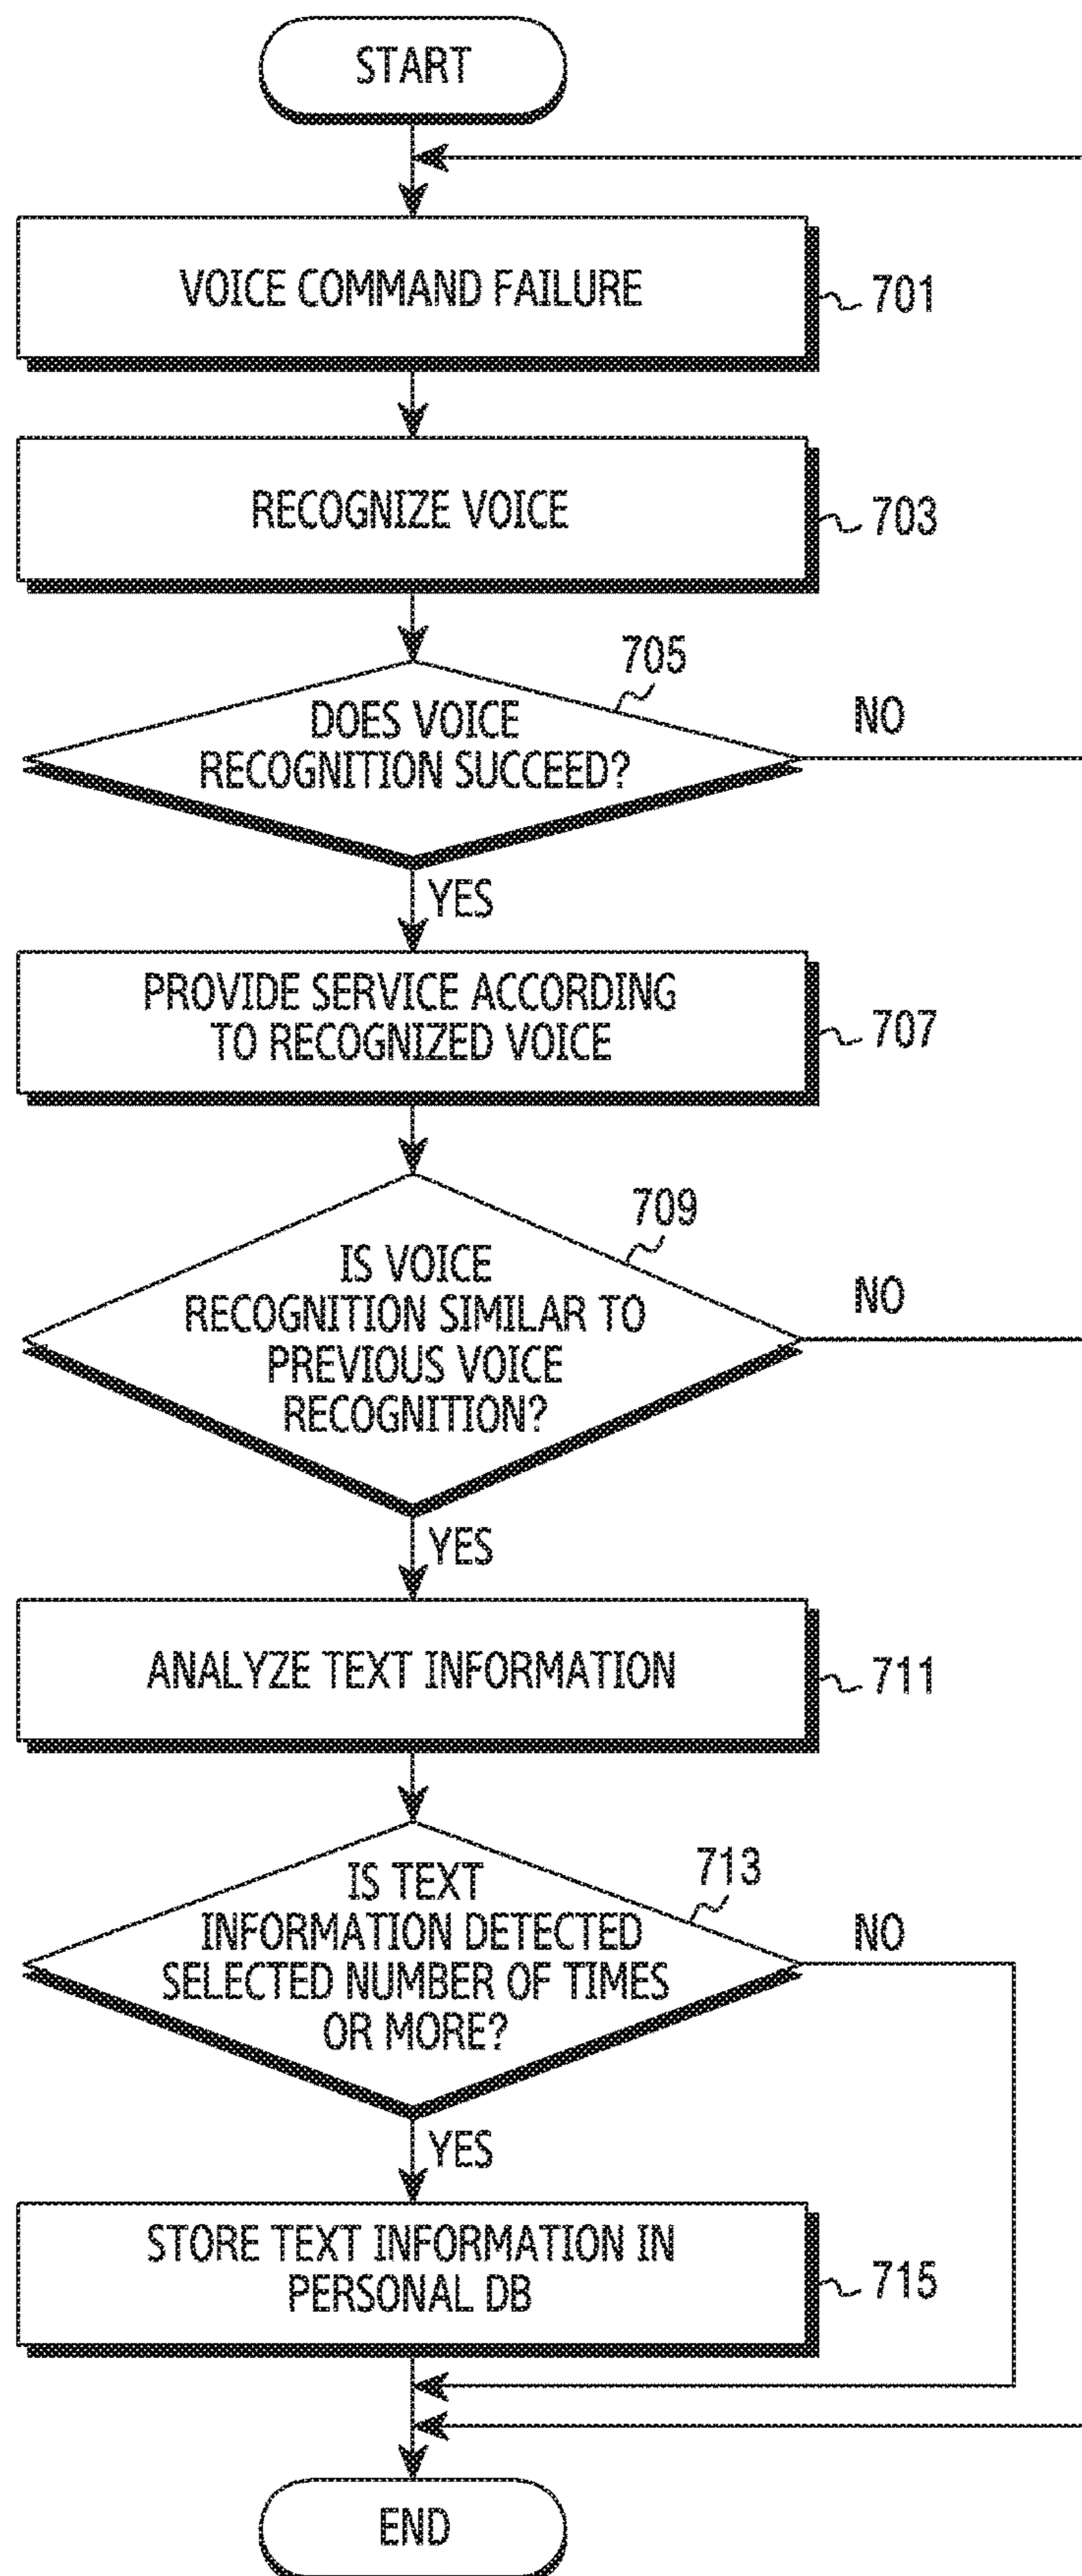 START
VOICE COMMAND FAILURE
701
RECOGNIZE VOICE
703
705
DOES VOICE
RECOGNITION SUCCEED?
NO
YES
PROVIDE SERVICE ACCORDING
TO RECOGNIZED VOICE
707
709
IS VOICE
RECOGNITION SIMILAR TO
PREVIOUS VOICE
RECOGNITION?
NO
YES
ANALYZE TEXT INFORMATION
711
713
IS TEXT
INFORMATION DETECTED
SELECTED NUMBER OF TIMES
OR MORE?
NO
YES
STORE TEXT INFORMATION IN
PERSONAL DB
715
END